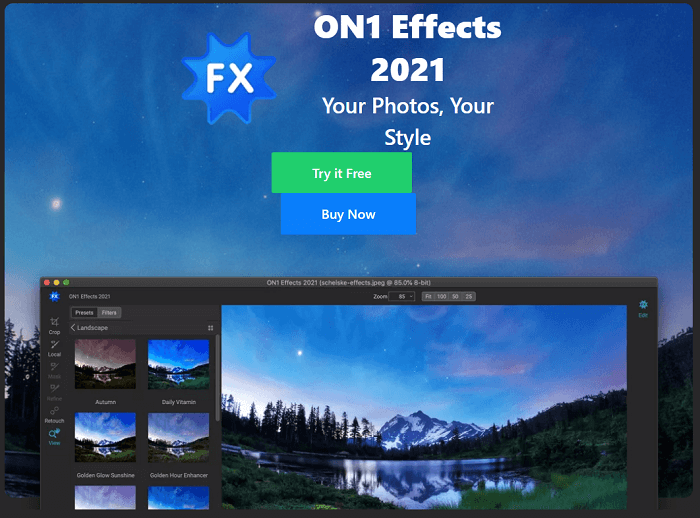 FX
ON1 Effects
2021
Your Photos, Your
Style
Try it Free
Buy Now
ON1 Effects 2021 (schelske-effects.jpeg @ 85.0% 8-bit)
FX
ON1 Effects 2021
Zoom 85
Fit 100 50 25
Presets Filters
Landscape
Crop
Local
Mask
Refine
Retouch
View
Edit
Autumn
Daily Vitamin
Golden Glow Sunshine
Golden Hour Enhancer